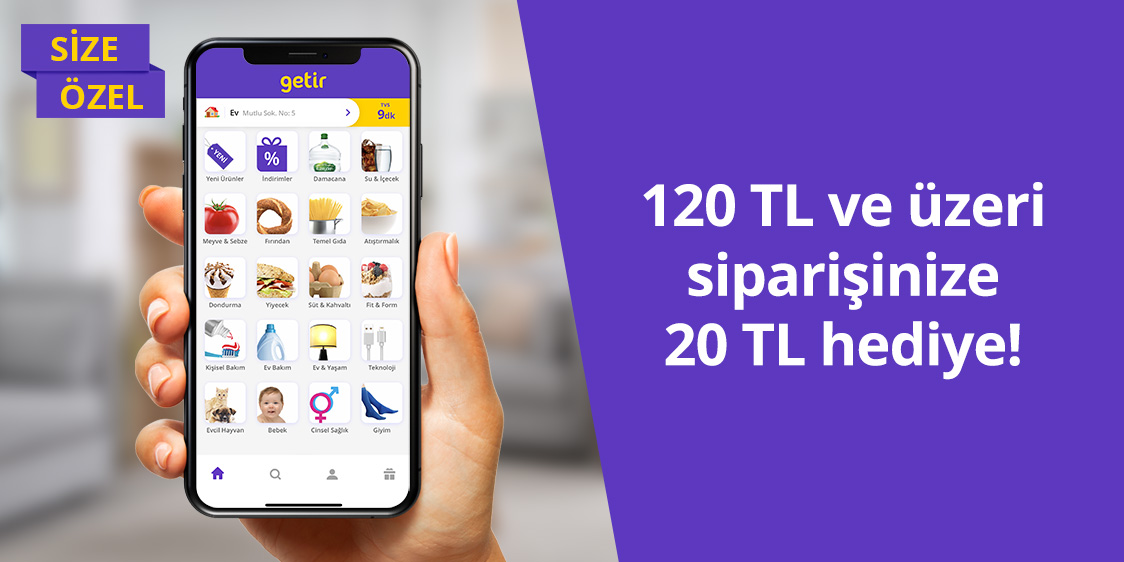 SİZE
ÖZEL
getir
Ev Mutlu Sok. No: 5
TVS
9dk
YENİ
%
Yeni Ürünler
İndirimler
Damacana
Su & İçecek
Meyve & Sebze
Fırından
Temel Gıda
Atıştırmalık
Dondurma
Yiyecek
Süt & Kahvaltı
Fit & Form
Kişisel Bakım
Ev Bakım
Ev & Yaşam
Teknoloji
Evcil Hayvan
Bebek
Cinsel Sağlık
Giyim
120 TL ve üzeri
siparişinize
20 TL hediye!